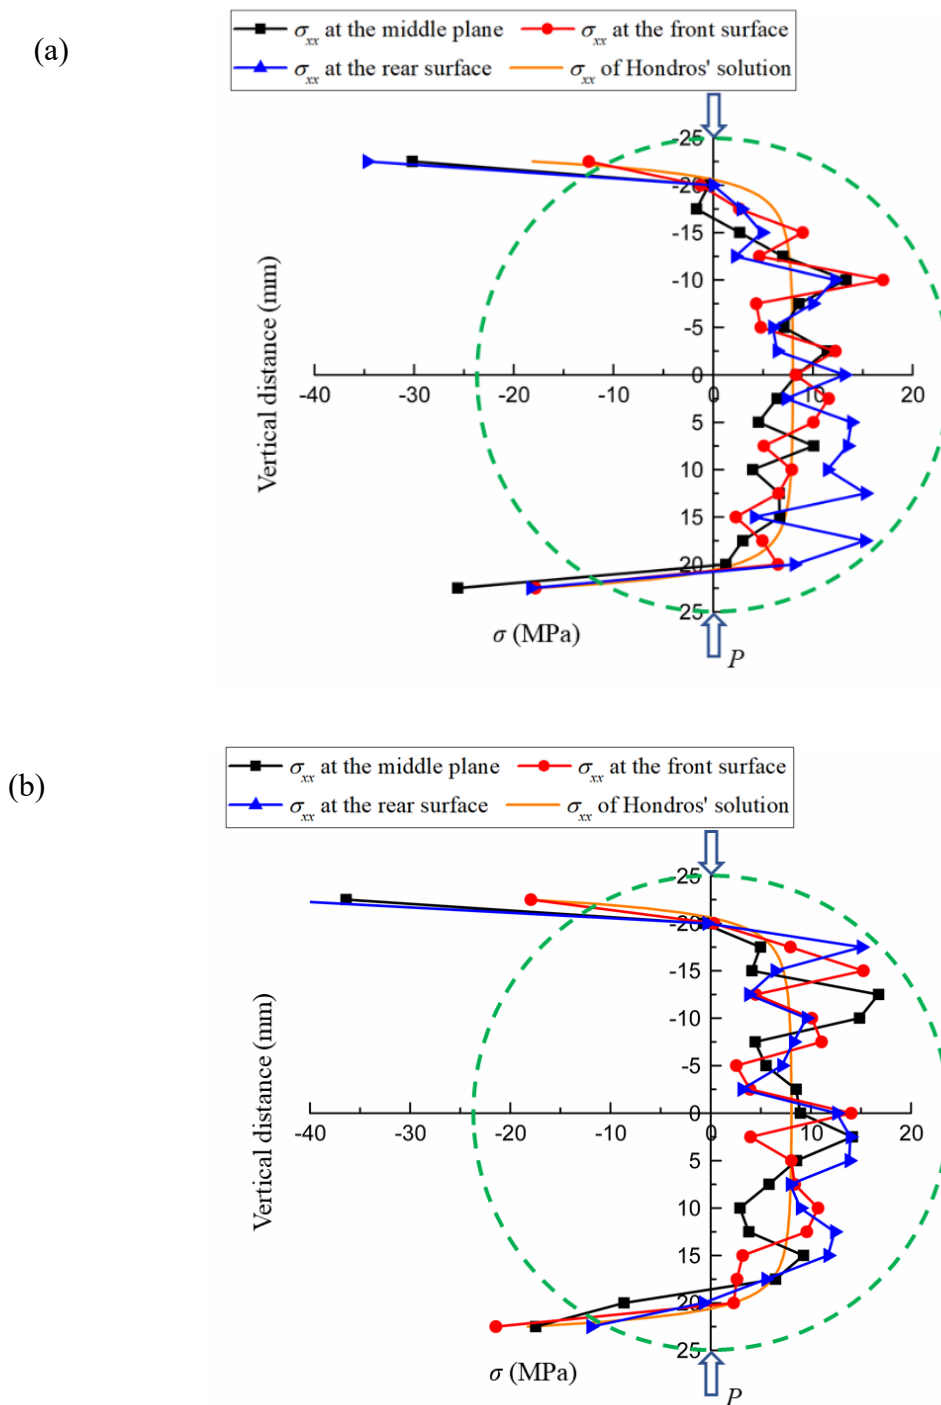 (a)
σxx at the middle plane σxx at the front surface
σxx at the rear surface σxx of Hondros' solution
-25
-20
-15
-10
-5
0
-40 -30 -20 -10 0 10 20
5
10
15
20
25
Vertical distance (mm)
σ (MPa)
P
(b)
σxx at the middle plane σxx at the front surface
σxx at the rear surface σxx of Hondros' solution
-25
-20
-15
-10
-5
0
-40 -30 -20 -10 0 10 20
5
10
15
20
25
Vertical distance (mm)
σ (MPa)
P